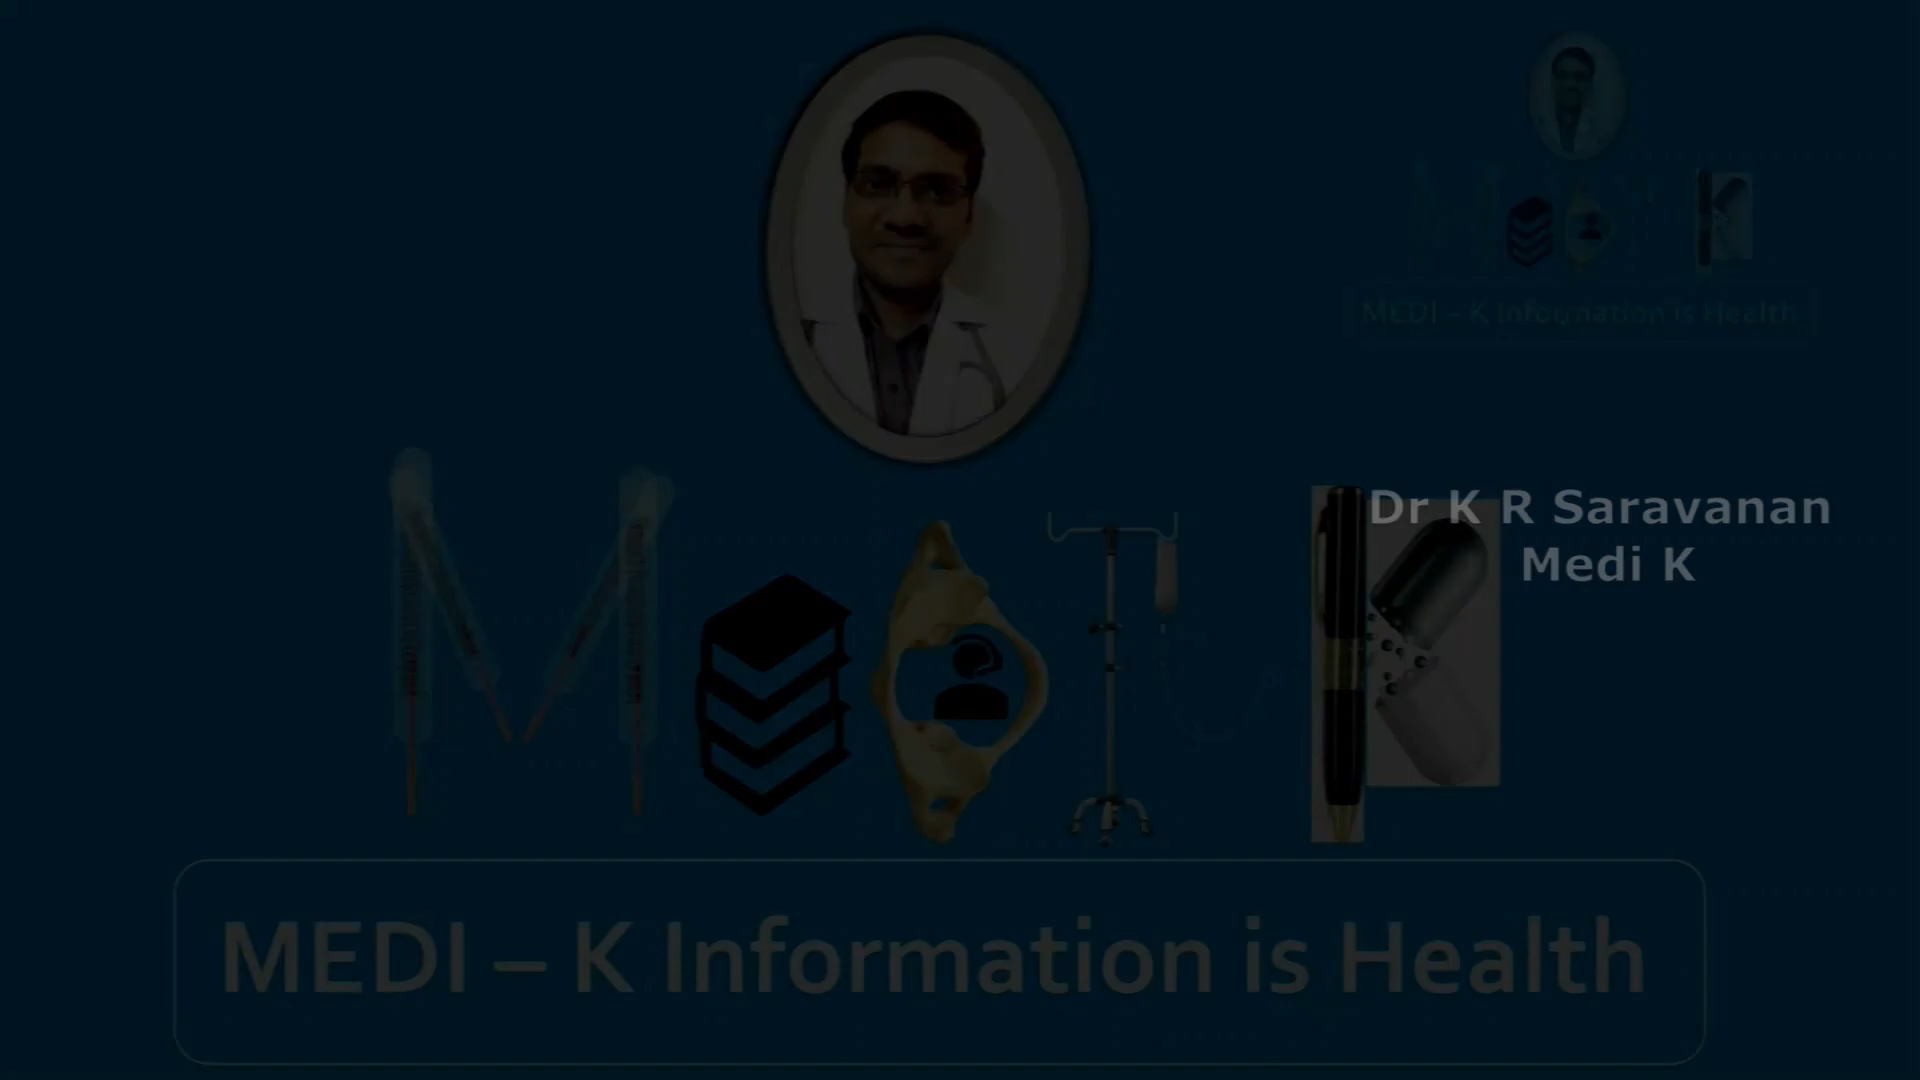 MEDI – K Information is Health
Dr K R Saravanan
Medi K
MEDI – K Information is Health